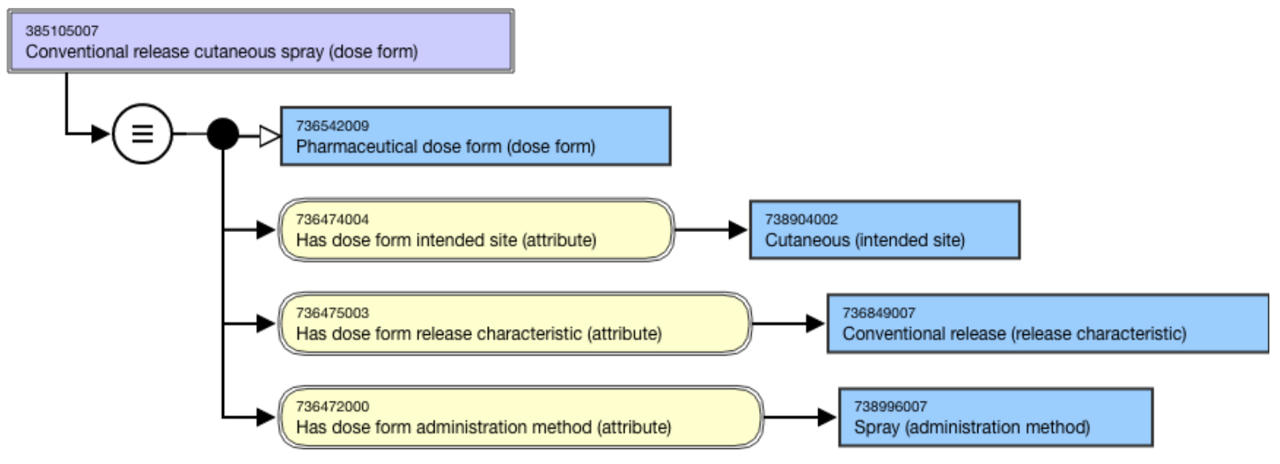 385105007
Conventional release cutaneous spray (dose form)
736542009
Pharmaceutical dose form (dose form)
736474004
Has dose form intended site (attribute)
738904002
Cutaneous (intended site)
736475003
Has dose form release characteristic (attribute)
736849007
Conventional release (release characteristic)
736472000
Has dose form administration method (attribute)
738996007
Spray (administration method)